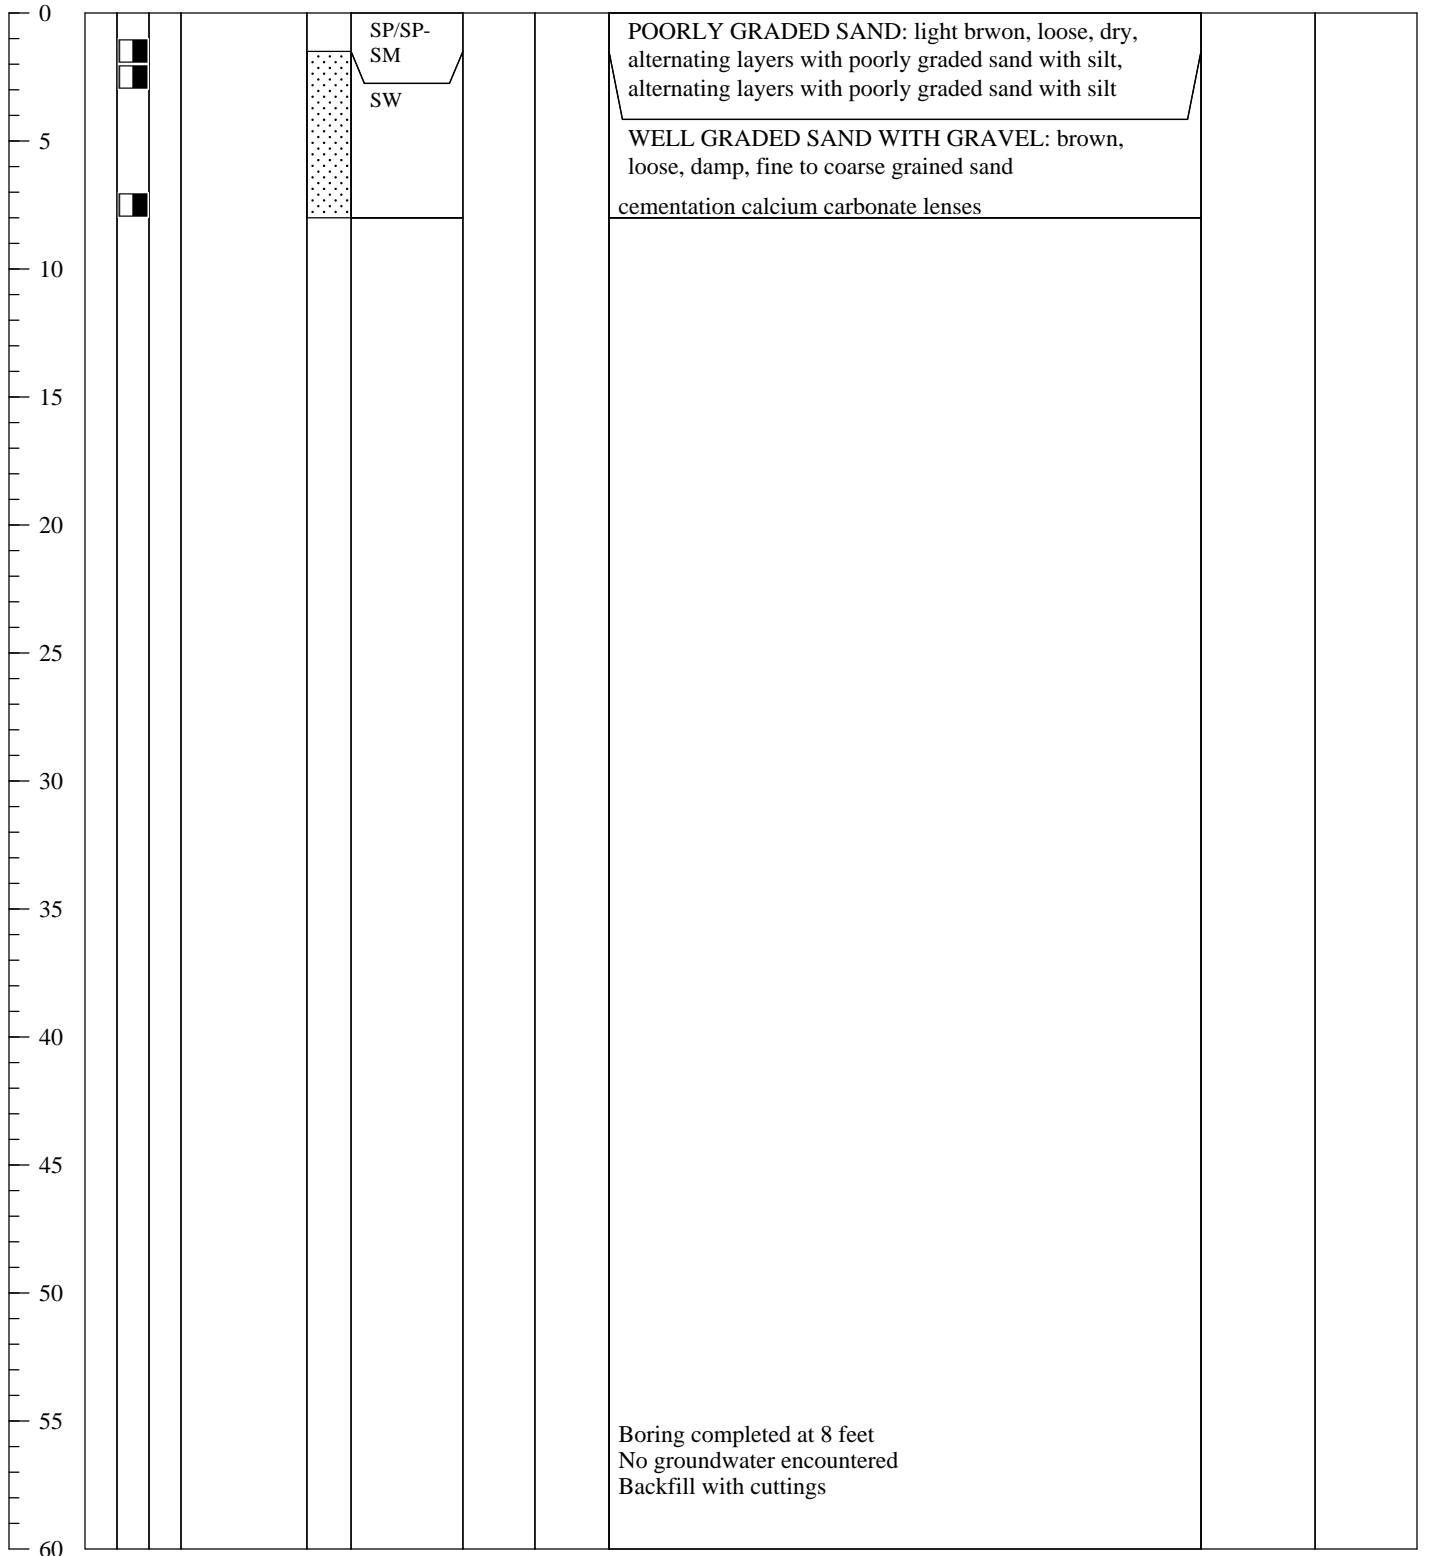 0
SP/SP-
SM
POORLY GRADED SAND: light brwon, loose, dry,
alternating layers with poorly graded sand with silt,
alternating layers with poorly graded sand with silt
SW
5
WELL GRADED SAND WITH GRAVEL: brown,
loose, damp, fine to coarse grained sand
cementation calcium carbonate lenses
10
15
20
25
30
35
40
45
50
55
Boring completed at 8 feet
No groundwater encountered
Backfill with cuttings
60